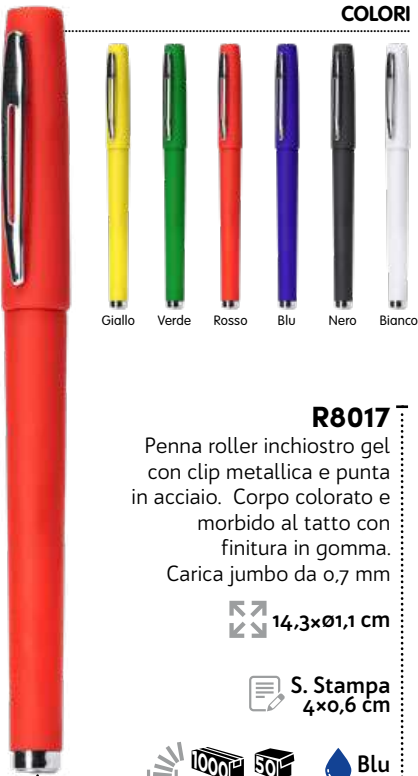 COLORI
Giallo Verde Rosso Blu Nero Bianco
R8017
Penna roller inchiostro gel
con clip metallica e punta
in acciaio. Corpo colorato e
morbido al tatto con
finitura in gomma.
Carica jumbo da 0,7 mm
14,3×ø1,1 cm
S. Stampa
4×0,6 cm
1000 50 Blu